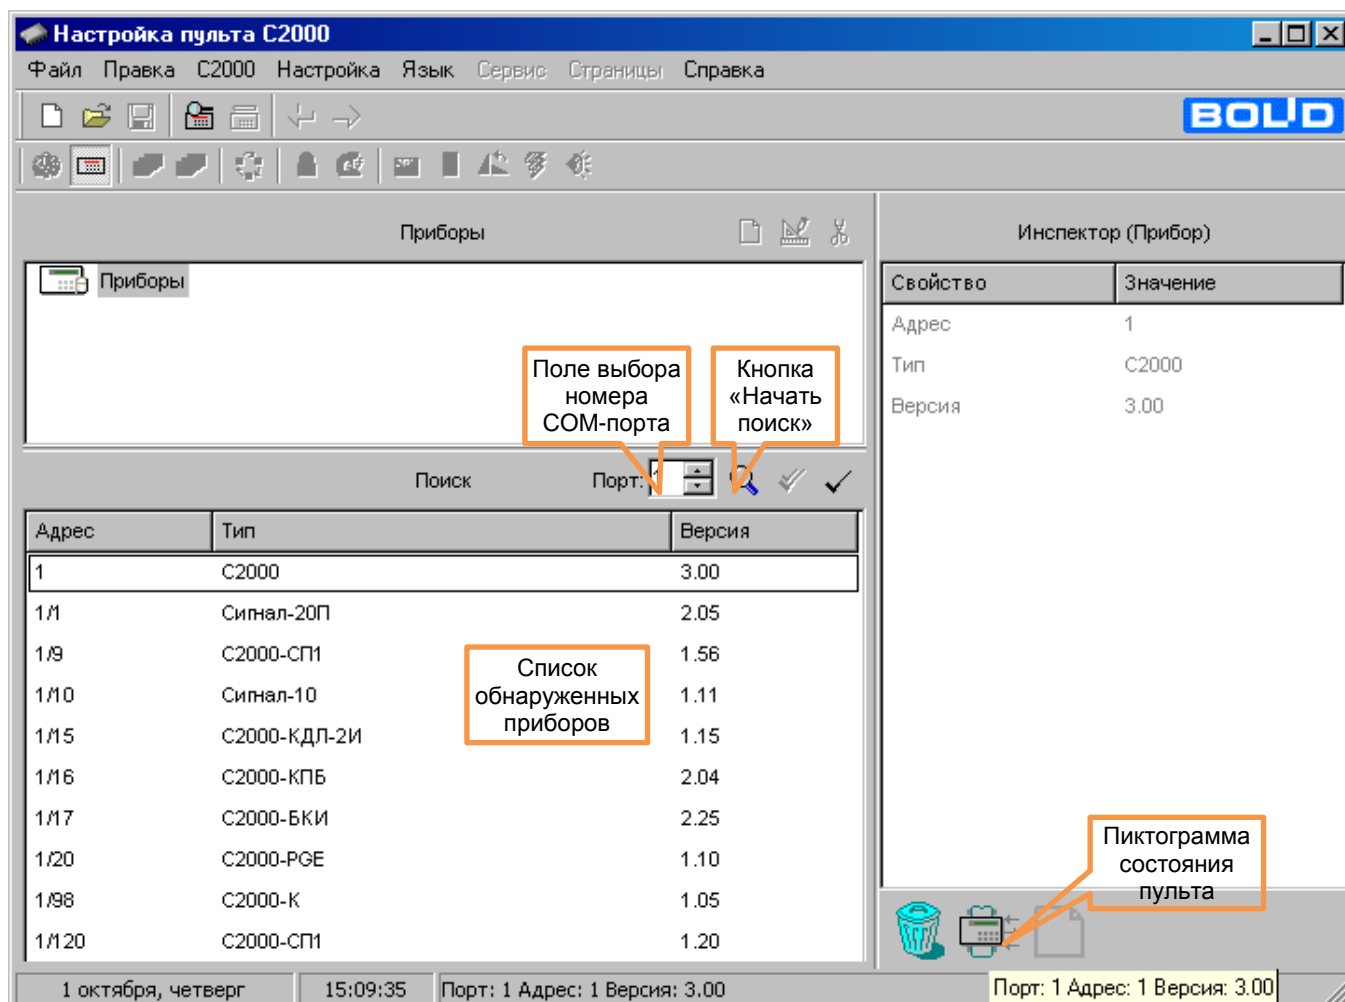 Настройка пульта С2000
Файл Правка С2000 Настройка Язык Сервис Страницы Справка
BOLID
Приборы
Инспектор (Прибор)
Приборы
Свойство Значение
Адрес 1
Тип С2000
Версия 3.00
Поле выбора
номера
COM-порта
Кнопка
«Начать
поиск»
Поиск Порт: 1
Адрес Тип Версия
1 С2000 3.00
1/1 Сигнал-20П 2.05
1/9 С2000-СП1 1.56
1/10 Сигнал-10 1.11
1/15 С2000-КДЛ-2И 1.15
1/16 С2000-КПБ 2.04
1/17 С2000-БКИ 2.25
1/20 С2000-PGE 1.10
1/98 С2000-К 1.05
1/120 С2000-СП1 1.20
Список
обнаруженных
приборов
Пиктограмма
состояния
пульта
1 октября, четверг 15:09:35 Порт: 1 Адрес: 1 Версия: 3.00
Порт: 1 Адрес: 1 Версия: 3.00